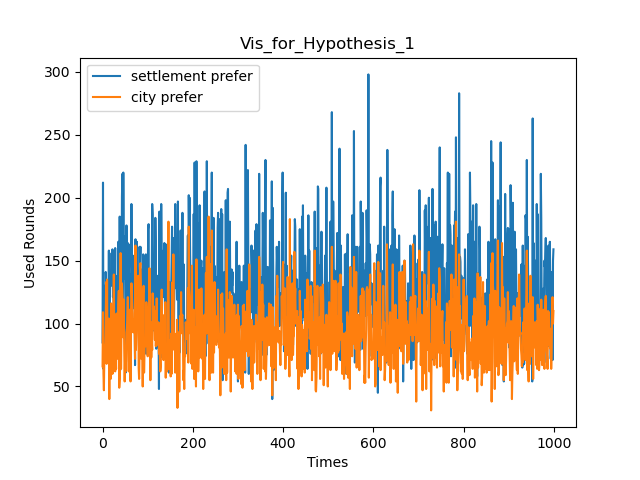 Vis_for_Hypothesis_1
settlement prefer
city prefer
300
250
200
150
100
50
Used Rounds
0
200
400
600
800
1000
Times